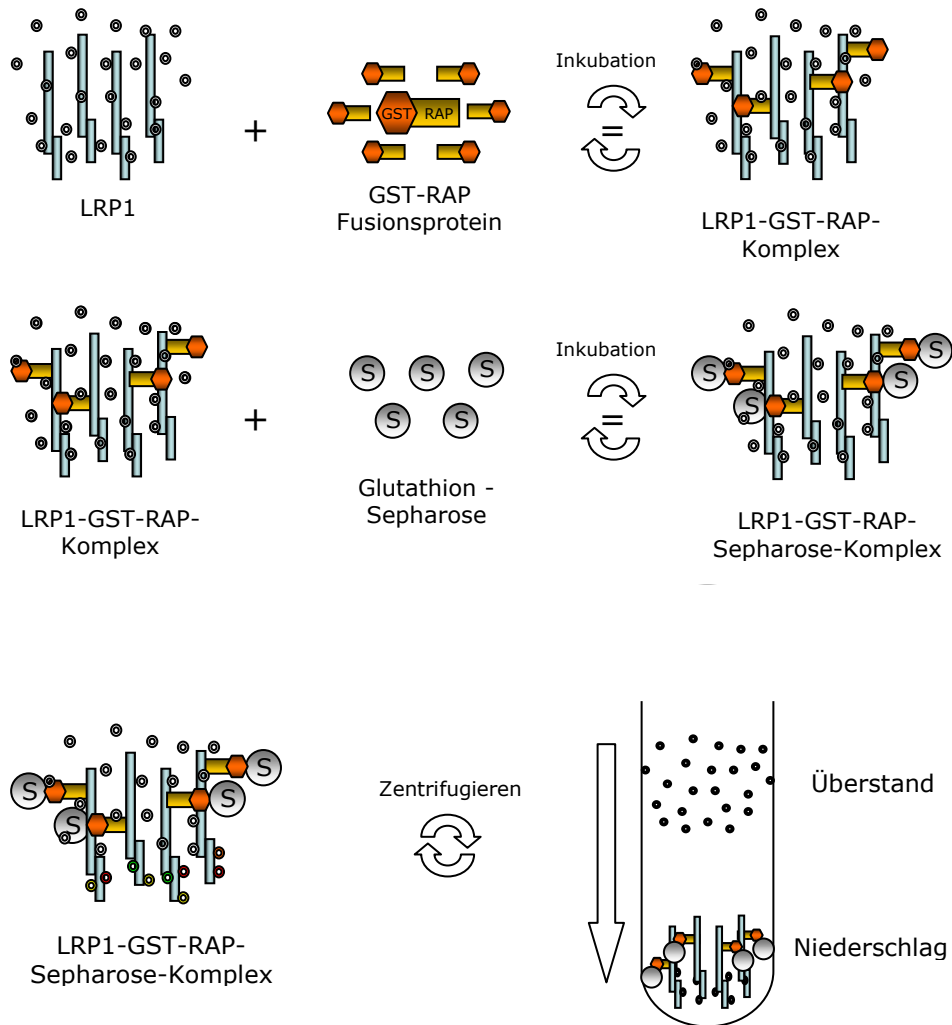 Inkubation
+
GST
RAP
=
LRP1
GST-RAP
Fusionsprotein
LRP1-GST-RAP-
Komplex
Inkubation
S S S
S S
+
=
S S
S S
LRP1-GST-RAP-
Komplex
Glutathion -
Sepharose
LRP1-GST-RAP-
Sepharose-Komplex
S S
S S
Zentrifugieren
Überstand
LRP1-GST-RAP-
Sepharose-Komplex
Niederschlag